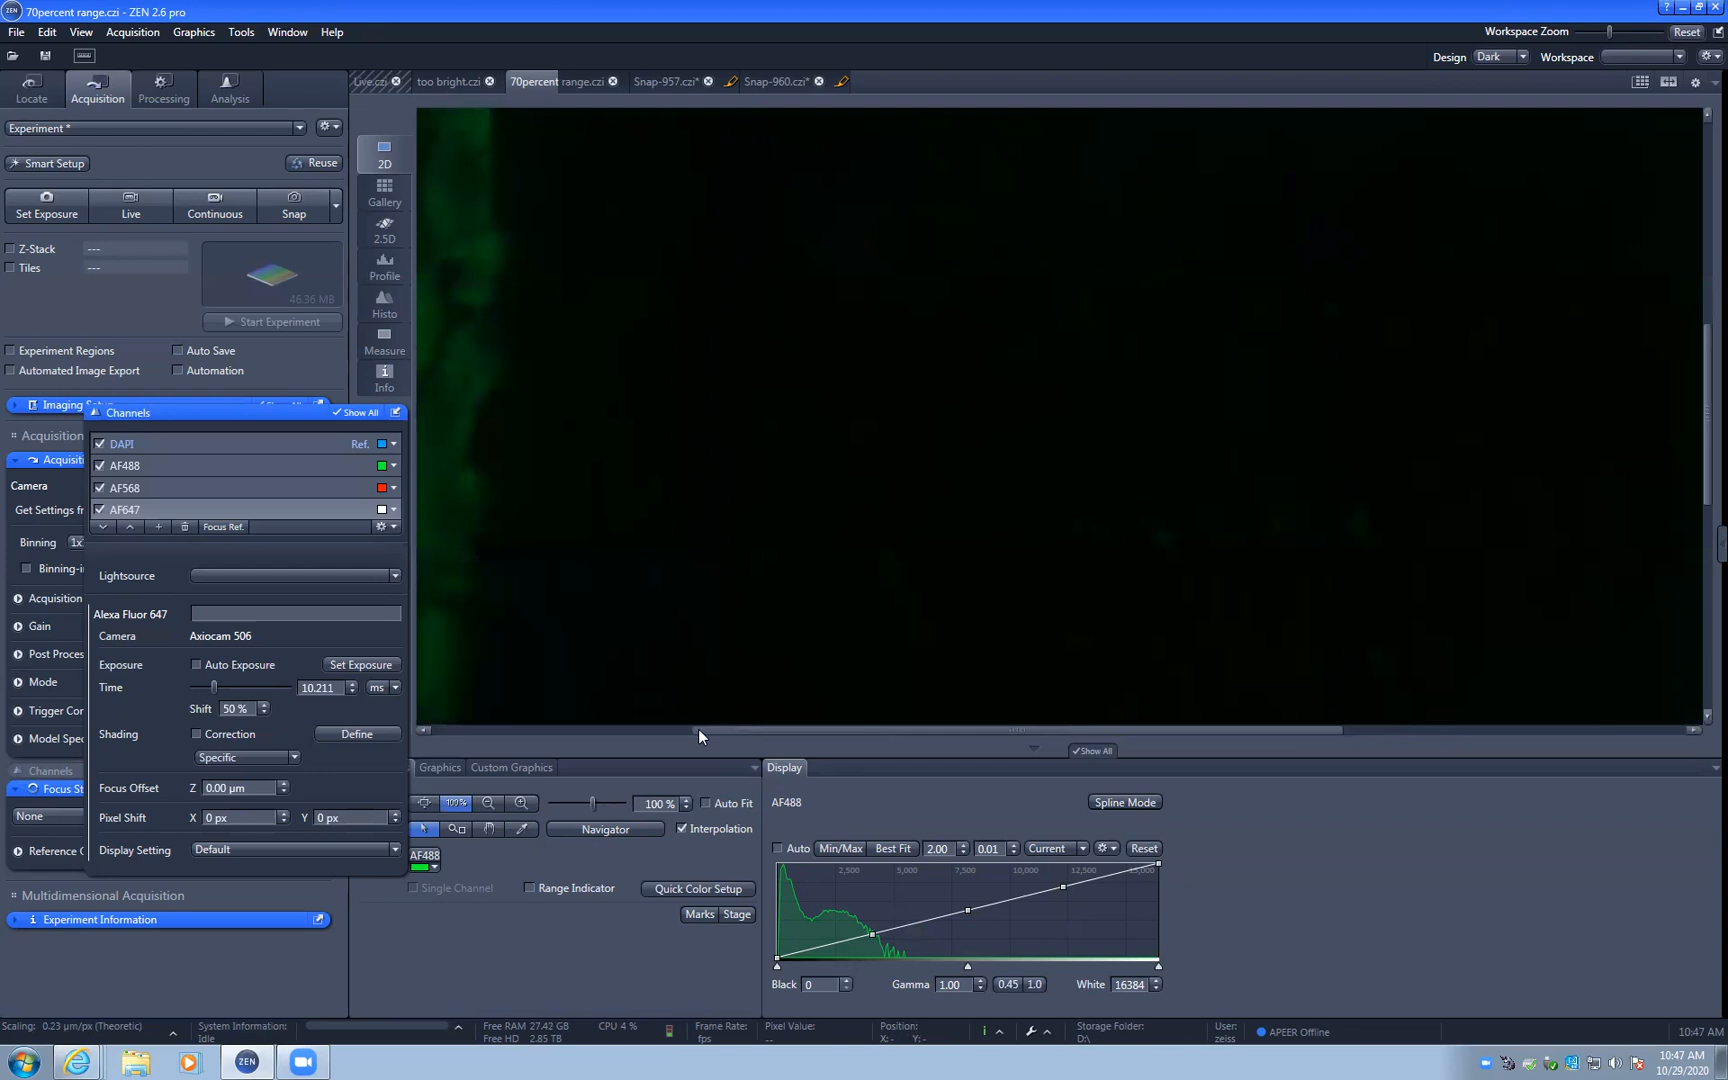 70percent range.czi - ZEN 2.6 pro
File Edit View Acquisition Graphics Tools Window Help
Workspace Zoom Reset
Design Dark Workspace
Locate Acquisition Processing Analysis
Live.czi too bright.czi 70percent range.czi Snap-957.czi* Snap-960.czi*
Experiment *
Smart Setup Reuse
Set Exposure Live Continuous Snap
Z-Stack ---
Tiles ---
46.36 MB
Start Experiment
Experiment Regions Auto Save
Automated Image Export Automation
2D
Gallery
2.5D
Profile
Histo
Measure
Info
Channels Show All
Acquisition
Camera
Binning
Acquisition
Gain
Mode
Channels
None
DAPI Ref.
AF488
AF568
AF647
Focus Ref.
Lightsource
Alexa Fluor 647
Camera Axiocam 506
Exposure Auto Exposure Set Exposure
Time 10.211 ms
Shift 50 %
Shading Correction Define
Specific
Focus Offset Z 0.00 µm
Pixel Shift X 0 px Y 0 px
Display Setting Default
Multidimensional Acquisition
Experiment Information
Show All
Graphics Custom Graphics
100% 100 % Auto Fit
Navigator Interpolation
AF488
Single Channel Range Indicator Quick Color Setup
Marks Stage
Display
AF488 Spline Mode
Auto Min/Max Best Fit 2.00 0.01 Current Reset
2,500 5,000 7,500 10,000 12,500 15,000
Black 0 Gamma 1.00 0.45 1.0 White 16384
Scaling: 0.23 µm/px (Theoretic) System Information: Idle Free RAM 27.42 GB Free HD 2.85 TB CPU 4 % Frame Rate: fps Pixel Value: -- Position: X:- Y:- Storage Folder: D:\ User: zeiss APEER Offline 10:47 AM
ZEN
10:47 AM
10/29/2020